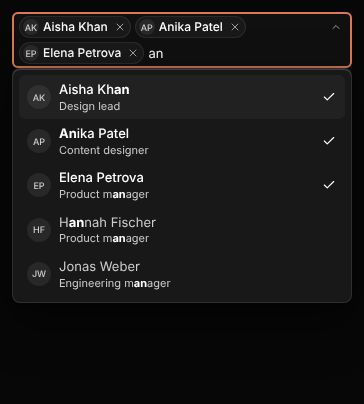 AK Aisha Khan AP Anika Patel
EP Elena Petrova an
AK Aisha Khan
Design lead
AP Anika Patel
Content designer
EP Elena Petrova
Product manager
HF Hannah Fischer
Product manager
JW Jonas Weber
Engineering manager